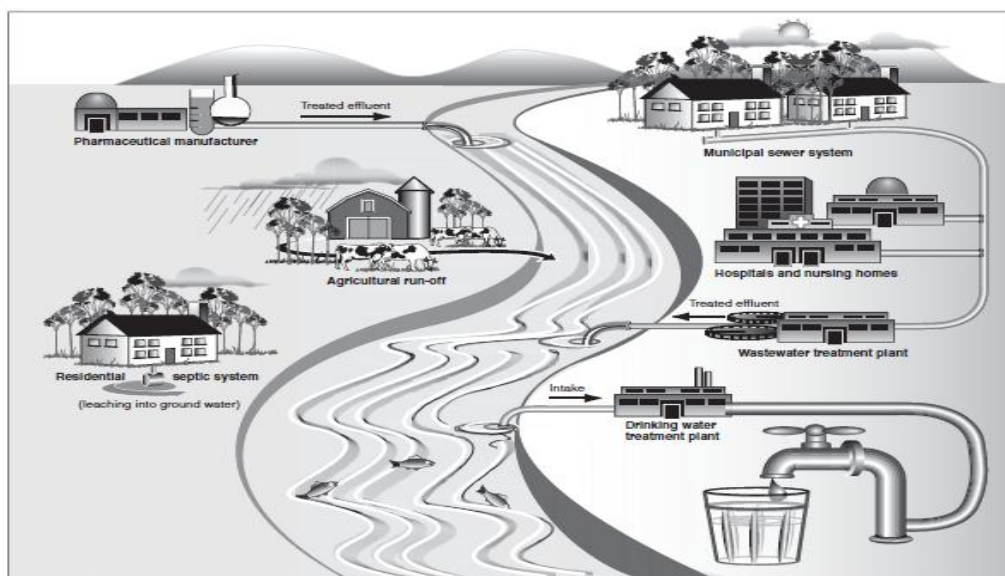 Treated effluent
Pharmaceutical manufacturer
Municipal sewer system
Agricultural run-off
Hospitals and nursing homes
Treated effluent
Wastewater treatment plant
Residential septic system
(leaching into ground water)
Intake
Drinking water
treatment plant